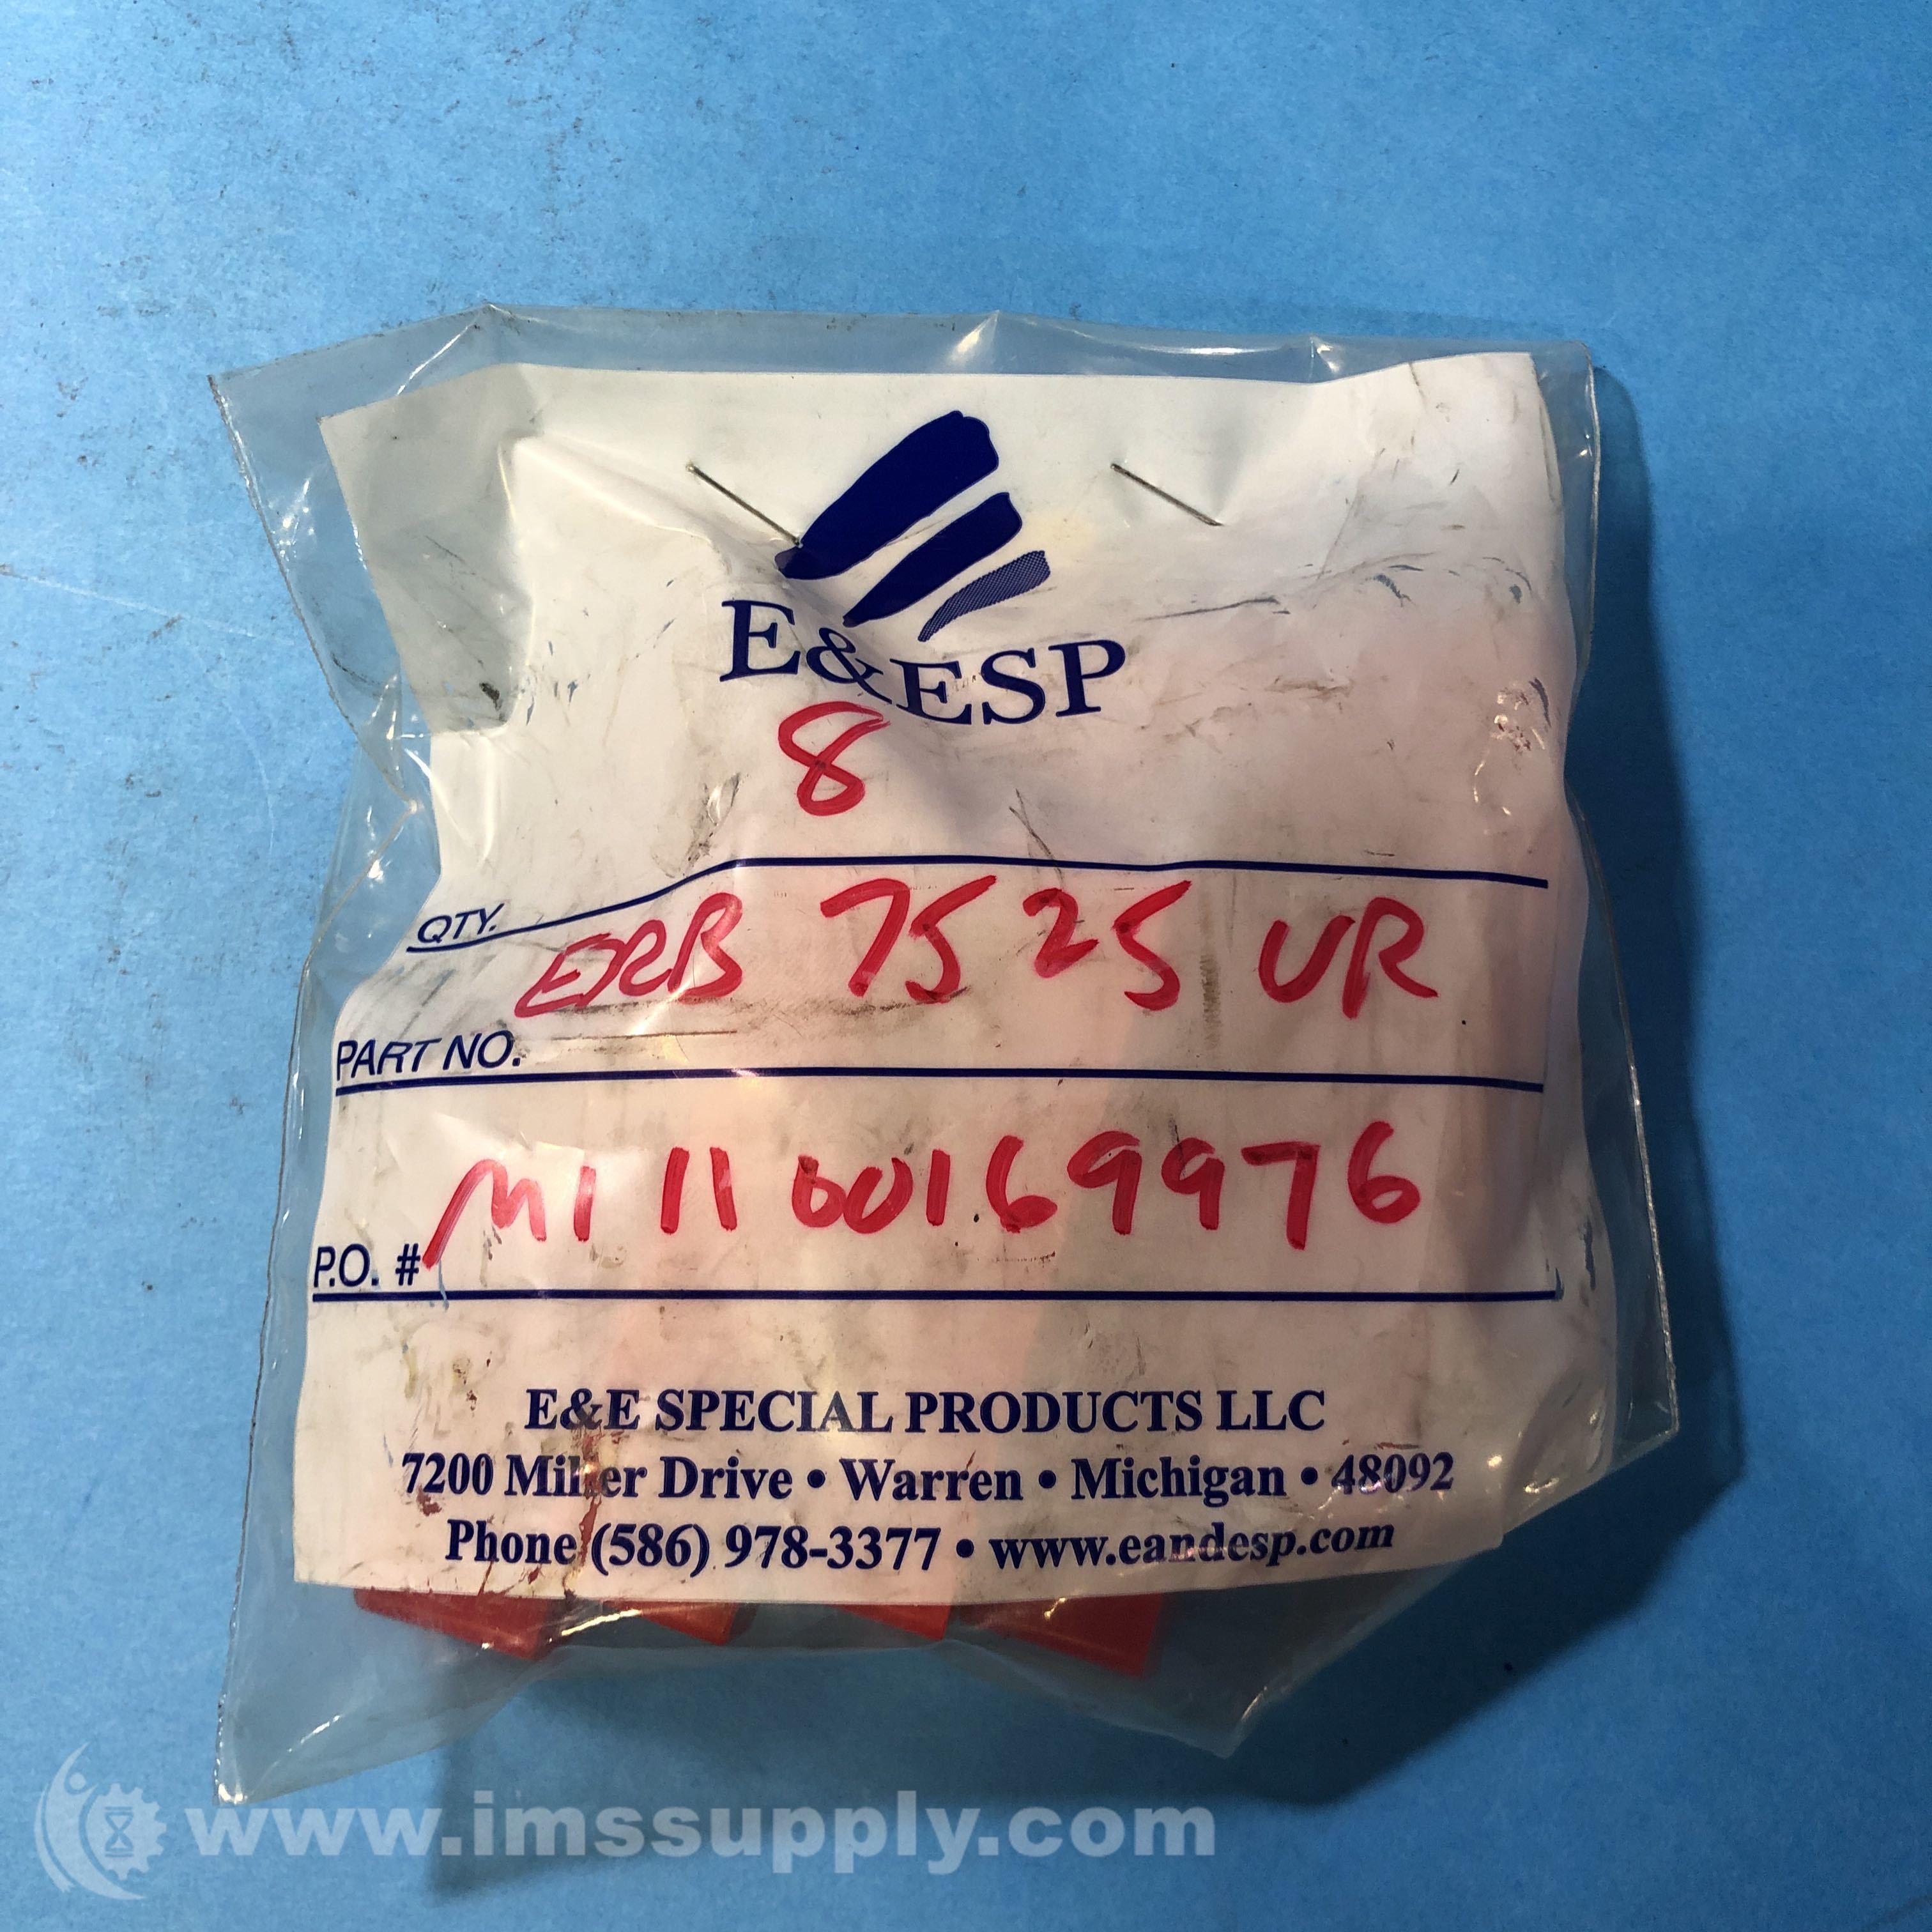 E&ESP
8
QTY.
ERB 7525 UR
PART NO.
M1 11 00169976
P.O. #
E&E SPECIAL PRODUCTS LLC
7200 Miller Drive • Warren • Michigan • 48092
Phone (586) 978-3377 • www.eandesp.com
www.imssupply.com